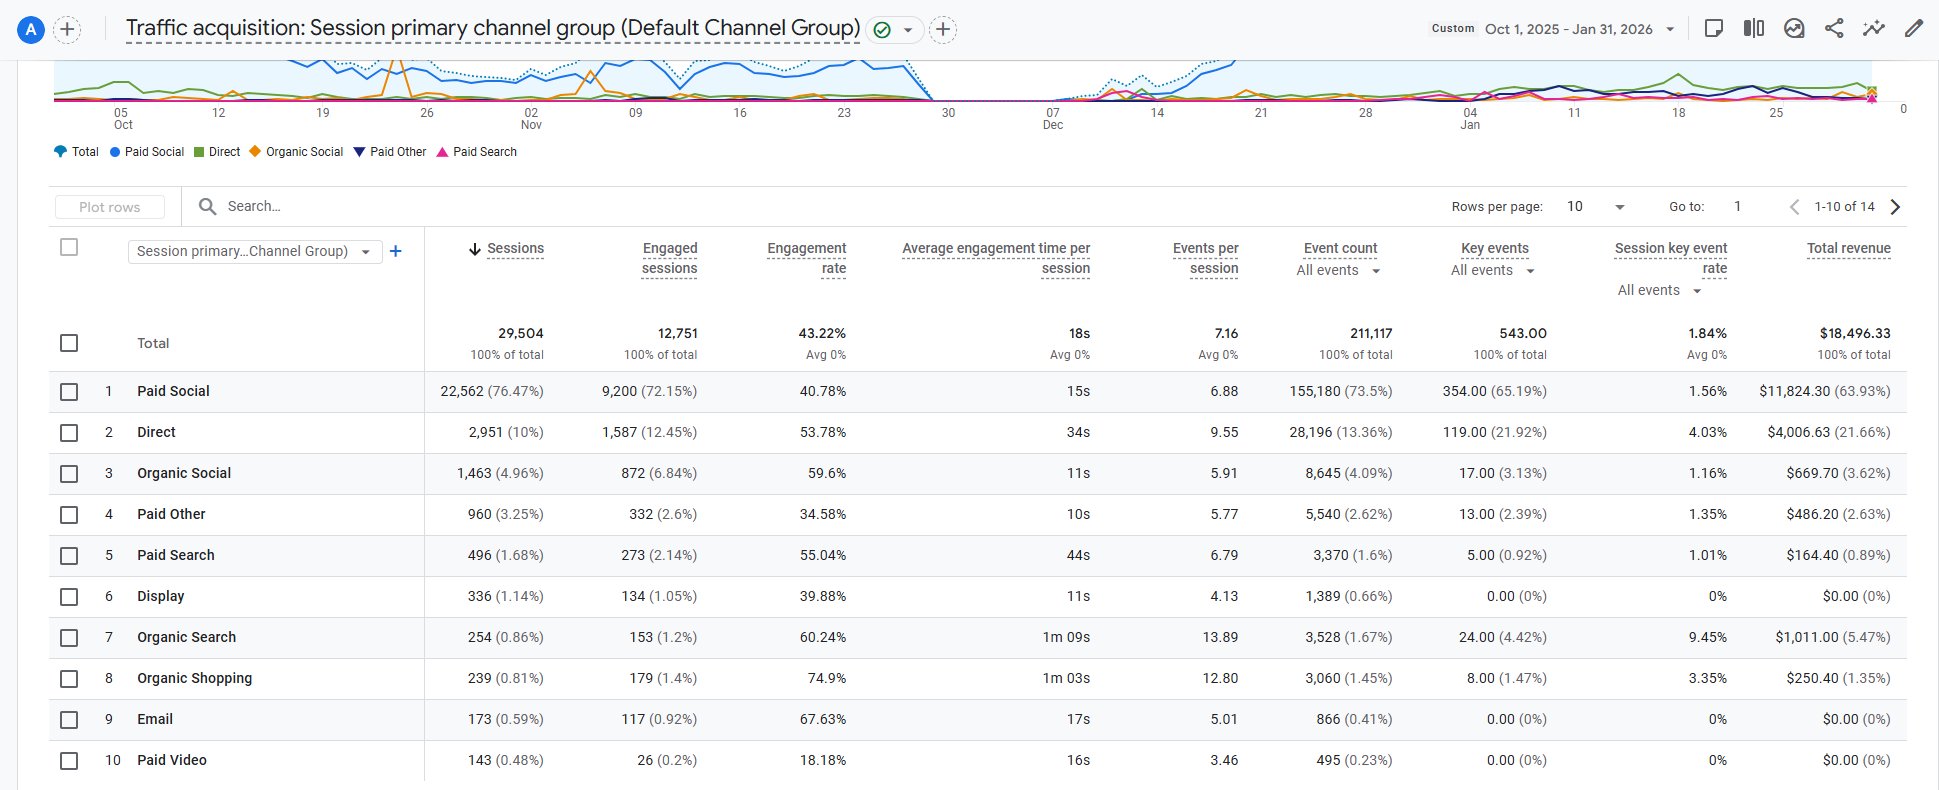 A
Traffic acquisition: Session primary channel group (Default Channel Group)
Custom Oct 1, 2025 - Jan 31, 2026
0
05 12 19 26 02 09 16 23 30 07 14 21 28 04 11 18 25
Oct Nov Dec Jan
Total Paid Social Direct Organic Social Paid Other Paid Search
Plot rows Search... Rows per page: 10 Go to: 1 1-10 of 14
Session primary...Channel Group) + Sessions Engaged sessions Engagement rate Average engagement time per session Events per session Event count All events Key events All events Session key event rate All events Total revenue
Total 29,504 12,751 43.22% 18s 7.16 211,117 543.00 1.84% $18,496.33
100% of total 100% of total Avg 0% Avg 0% Avg 0% 100% of total 100% of total Avg 0% 100% of total
1 Paid Social 22,562 (76.47%) 9,200 (72.15%) 40.78% 15s 6.88 155,180 (73.5%) 354.00 (65.19%) 1.56% $11,824.30 (63.93%)
2 Direct 2,951 (10%) 1,587 (12.45%) 53.78% 34s 9.55 28,196 (13.36%) 119.00 (21.92%) 4.03% $4,006.63 (21.66%)
3 Organic Social 1,463 (4.96%) 872 (6.84%) 59.6% 11s 5.91 8,645 (4.09%) 17.00 (3.13%) 1.16% $669.70 (3.62%)
4 Paid Other 960 (3.25%) 332 (2.6%) 34.58% 10s 5.77 5,540 (2.62%) 13.00 (2.39%) 1.35% $486.20 (2.63%)
5 Paid Search 496 (1.68%) 273 (2.14%) 55.04% 44s 6.79 3,370 (1.6%) 5.00 (0.92%) 1.01% $164.40 (0.89%)
6 Display 336 (1.14%) 134 (1.05%) 39.88% 11s 4.13 1,389 (0.66%) 0.00 (0%) 0% $0.00 (0%)
7 Organic Search 254 (0.86%) 153 (1.2%) 60.24% 1m 09s 13.89 3,528 (1.67%) 24.00 (4.42%) 9.45% $1,011.00 (5.47%)
8 Organic Shopping 239 (0.81%) 179 (1.4%) 74.9% 1m 03s 12.80 3,060 (1.45%) 8.00 (1.47%) 3.35% $250.40 (1.35%)
9 Email 173 (0.59%) 117 (0.92%) 67.63% 17s 5.01 866 (0.41%) 0.00 (0%) 0% $0.00 (0%)
10 Paid Video 143 (0.48%) 26 (0.2%) 18.18% 16s 3.46 495 (0.23%) 0.00 (0%) 0% $0.00 (0%)